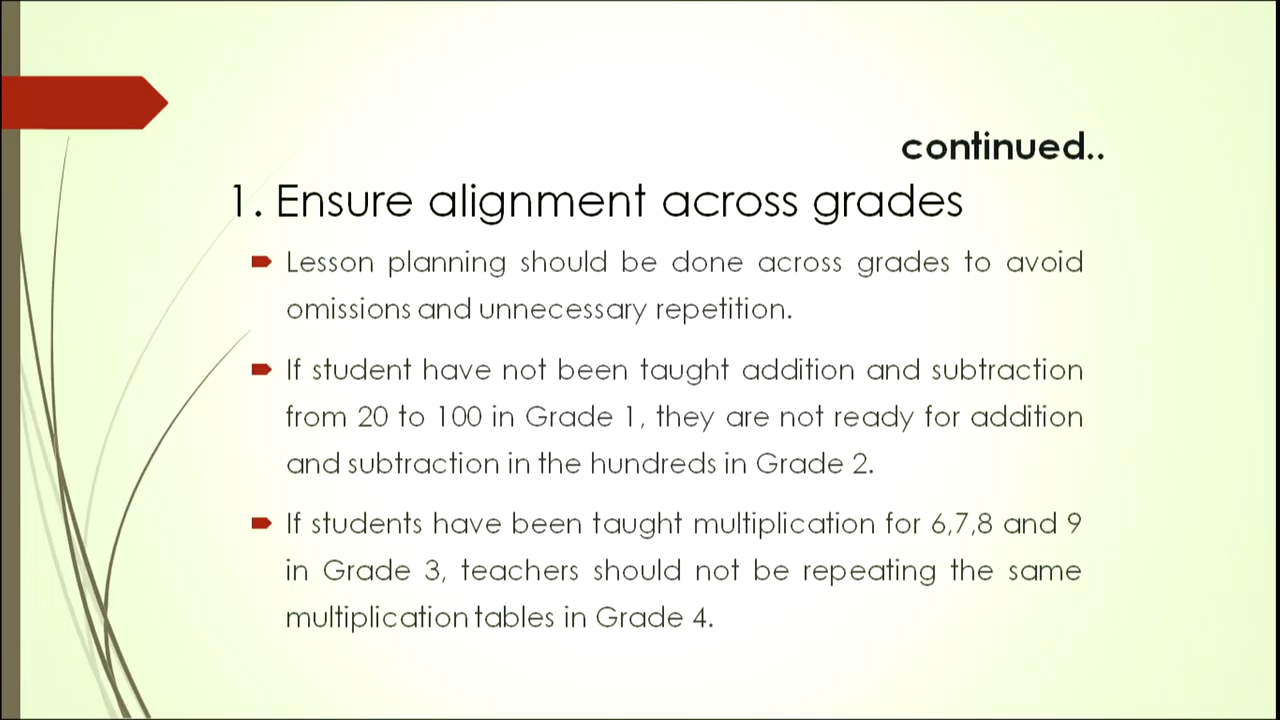 continued..
1. Ensure alignment across grades
Lesson planning should be done across grades to avoid
omissions and unnecessary repetition.
If student have not been taught addition and subtraction
from 20 to 100 in Grade 1, they are not ready for addition
and subtraction in the hundreds in Grade 2.
If students have been taught multiplication for 6,7,8 and 9
in Grade 3, teachers should not be repeating the same
multiplication tables in Grade 4.